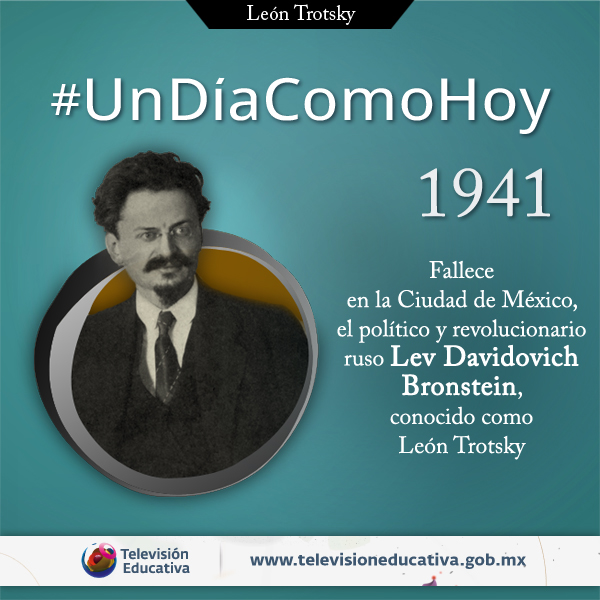 León Trotsky
#UnDíaComoHoy
1941
Fallece
en la Ciudad de México,
el político y revolucionario
ruso Lev Davidovich
Bronstein,
conocido como
León Trotsky
Televisión
Educativa
www.televisioneducativa.gob.mx